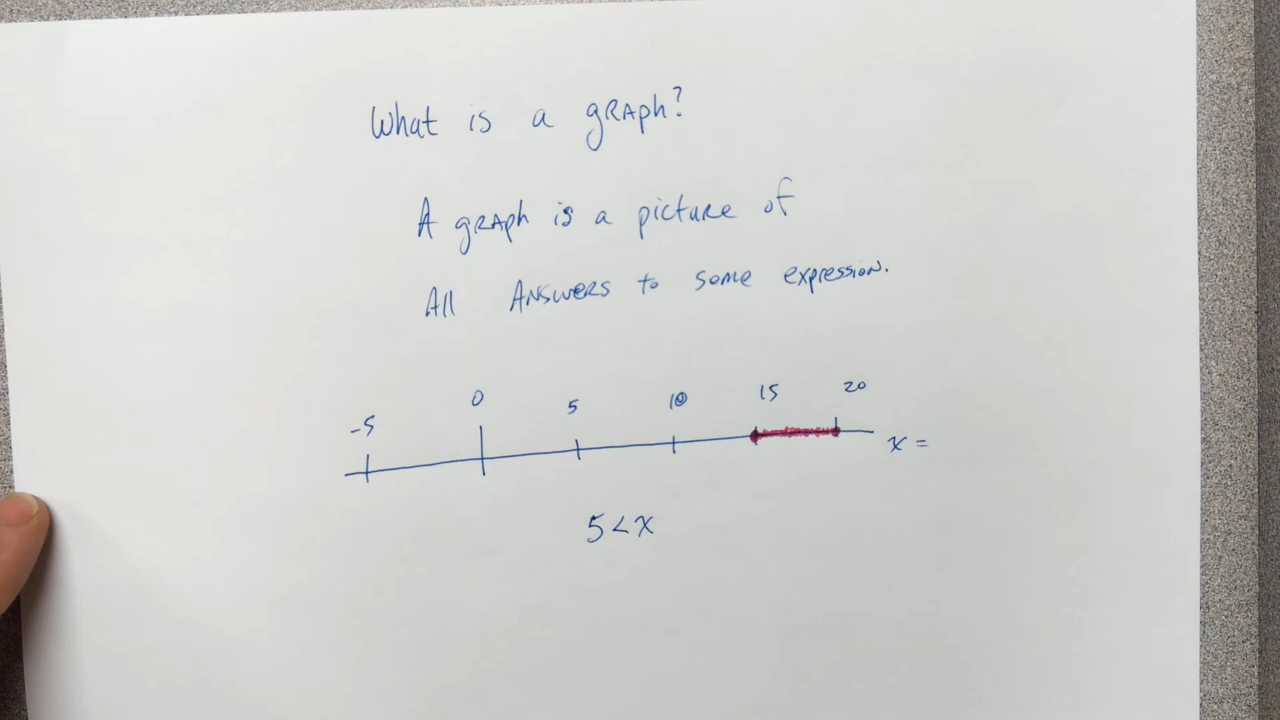 What is a graph?
A graph is a picture of
All Answers to some expression.
-5 0 5 10 15 20
x =
5 < x